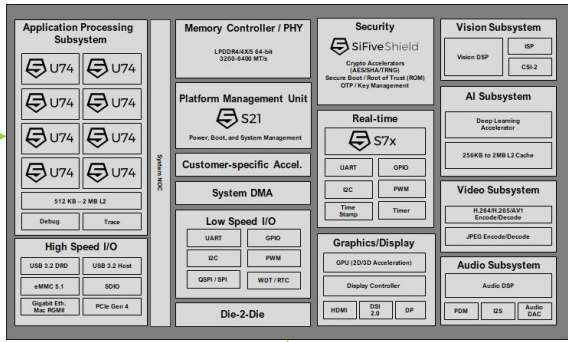 Application Processing
Subsystem
U74 U74
U74 U74
U74 U74
U74 U74
512 KB - 2 MB L2
Debug Trace
High Speed I/O
USB 3.2 DRD USB 3.2 Host
eMMC 5.1 SDIO
Gigabit Eth.
Mac RGMII
PCIe Gen 4
System NOC
Memory Controller / PHY
LPDDR4/4X/5 64-bit
3200-6400 MT/s
Platform Management Unit
S21
Power, Boot, and System Management
Customer-specific Accel.
System DMA
Low Speed I/O
UART GPIO
I2C PWM
QSPI / SPI WDT / RTC
Die-2-Die
Security
SiFive Shield
Crypto Accelerators
(AES/SHA/TRNG)
Secure Boot / Root of Trust (ROM)
OTP / Key Management
Real-time
S7x
UART GPIO
I2C PWM
Time
Stamp
Timer
Graphics/Display
GPU (2D/3D Acceleration)
Display Controller
HDMI
DSI
2.0
DP
Vision Subsystem
Vision DSP
ISP
CSI-2
AI Subsystem
Deep Learning
Accelerator
256KB to 2MB L2 Cache
Video Subsystem
H.264/H.265/AV1
Encode/Decode
JPEG Encode/Decode
Audio Subsystem
Audio DSP
PDM
I2S
Audio
DAC